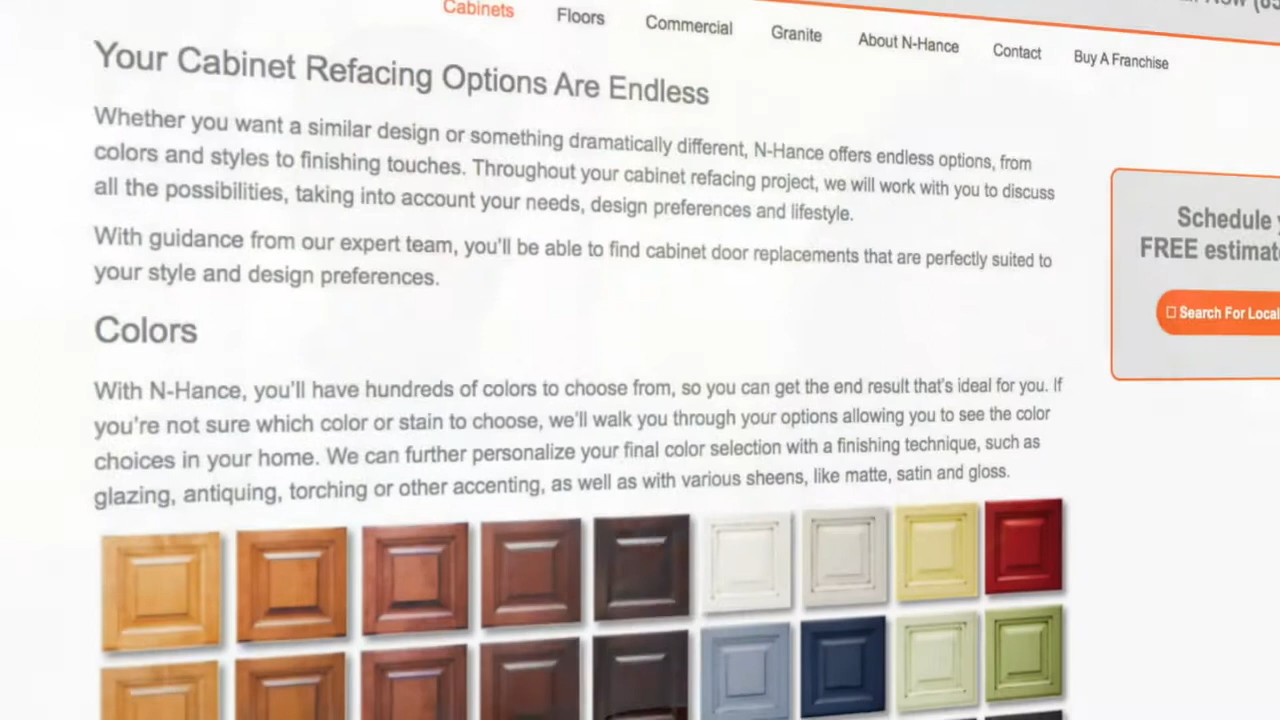 Cabinets Floors Commercial Granite About N-Hance Contact Buy A Franchise
Your Cabinet Refacing Options Are Endless
Whether you want a similar design or something dramatically different, N-Hance offers endless options, from
colors and styles to finishing touches. Throughout your cabinet refacing project, we will work with you to discuss
all the possibilities, taking into account your needs, design preferences and lifestyle.
With guidance from our expert team, you'll be able to find cabinet door replacements that are perfectly suited to
your style and design preferences.
Schedule
FREE estimat
Search For Local
Colors
With N-Hance, you'll have hundreds of colors to choose from, so you can get the end result that's ideal for you. If
you're not sure which color or stain to choose, we'll walk you through your options allowing you to see the color
choices in your home. We can further personalize your final color selection with a finishing technique, such as
glazing, antiquing, torching or other accenting, as well as with various sheens, like matte, satin and gloss.